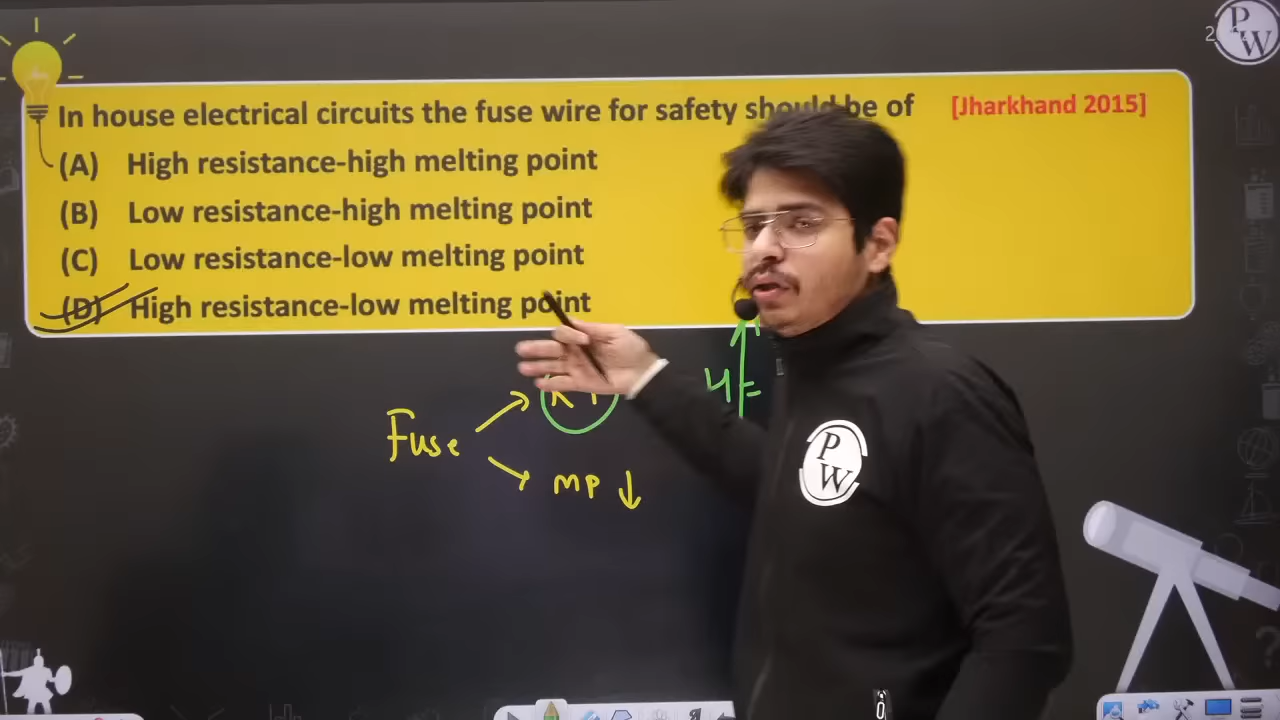 PW
In house electrical circuits the fuse wire for safety should be of [Jharkhand 2015]
(A) High resistance-high melting point
(B) Low resistance-high melting point
(C) Low resistance-low melting point
(D) High resistance-low melting point
H=
Fuse
MP ↓
PW